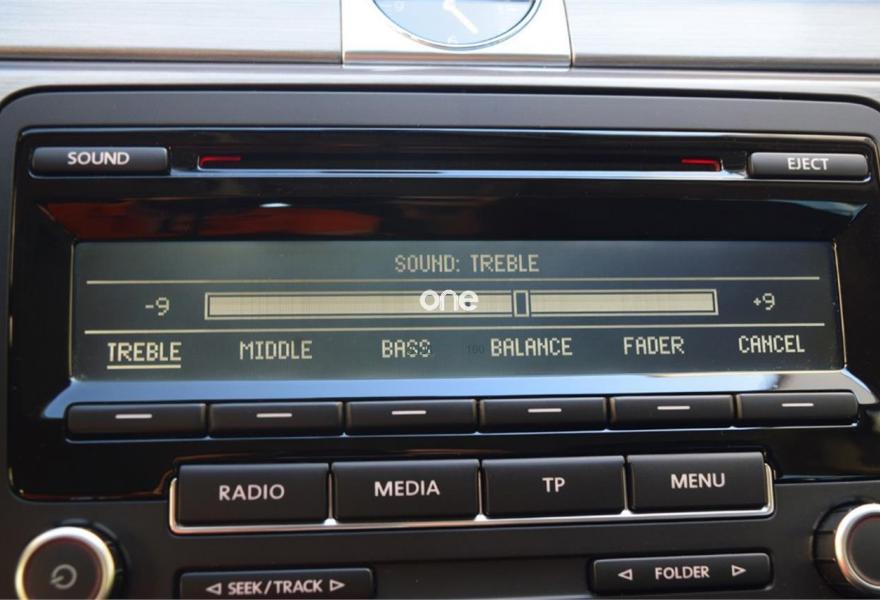 SOUND
EJECT
SOUND: TREBLE
-9 one +9
TREBLE MIDDLE BASS BALANCE FADER CANCEL
RADIO MEDIA TP MENU
SEEK/TRACK FOLDER